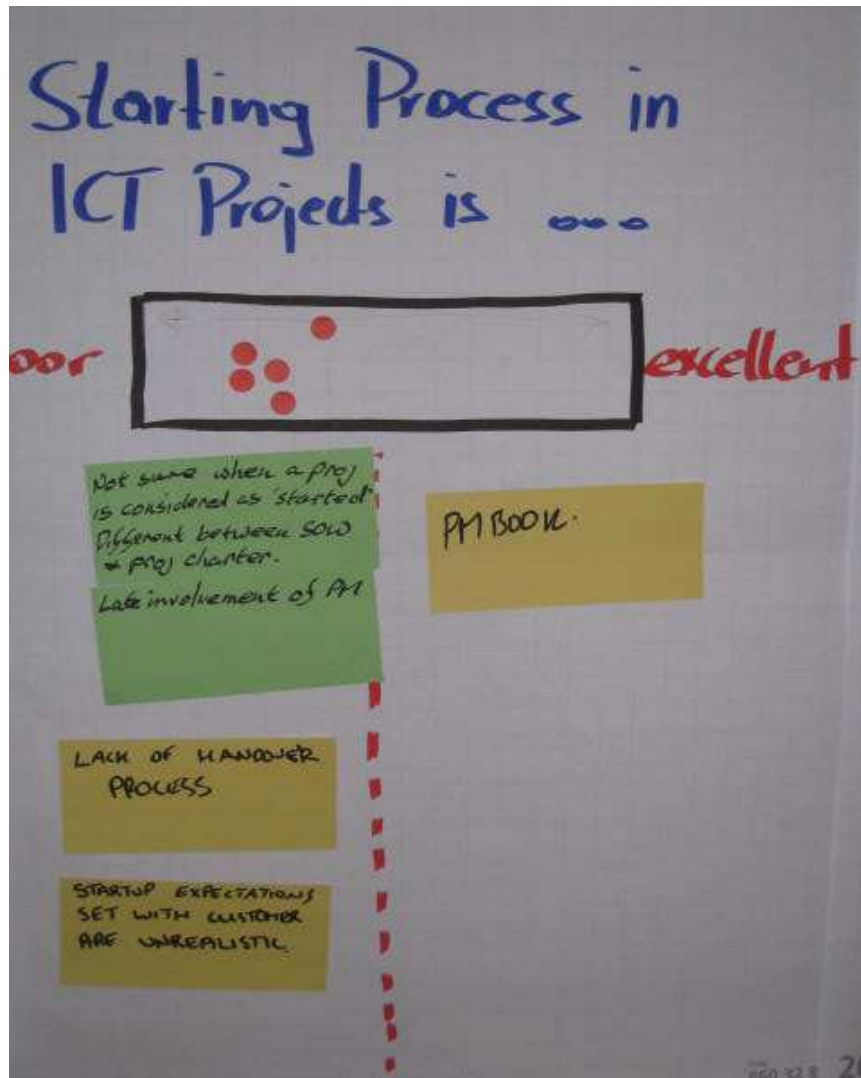 Starting Process in
ICT Projects is ...
oor
excellent
Not sure when a proj
is considered as 'started'
Different between SOW
& proj charter.
Late involvement of PM
PM BOOK.
LACK OF HANDOVER
PROCESS
STARTUP EXPECTATIONS
SET WITH CUSTOMER
ARE UNREALISTIC